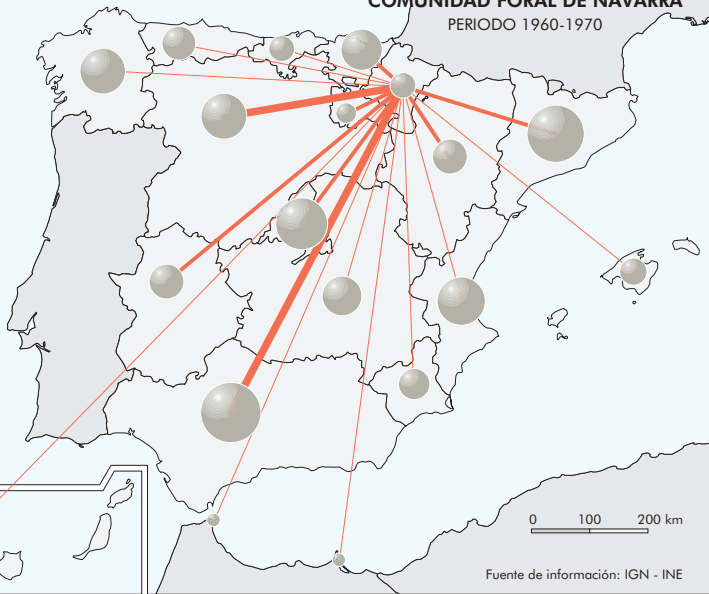 COMUNIDAD FORAL DE NAVARRA
PERIODO 1960-1970
0 100 200 km
Fuente de información: IGN - INE